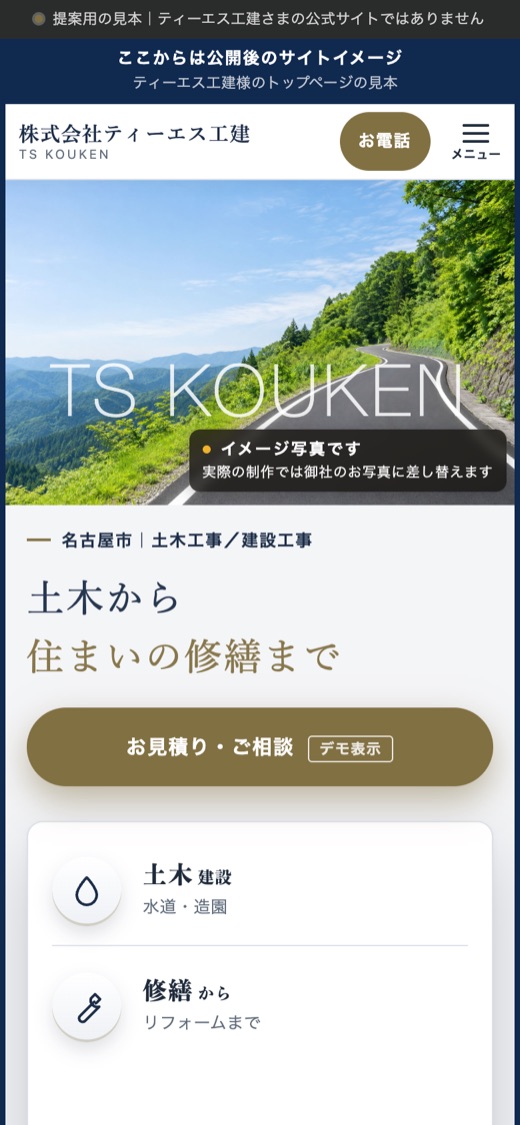 提案用の見本｜ティーエス工建さまの公式サイトではありません
ここからは公開後のサイトイメージ
ティーエス工建様のトップページの見本
株式会社ティーエス工建
TS KOUKEN
お電話
メニュー
TS KOUKEN
イメージ写真です
実際の制作では御社のお写真に差し替えます
名古屋市｜土木工事／建設工事
土木から
住まいの修繕まで
お見積り・ご相談 デモ表示
土木 建設
水道・造園
修繕 から
リフォームまで